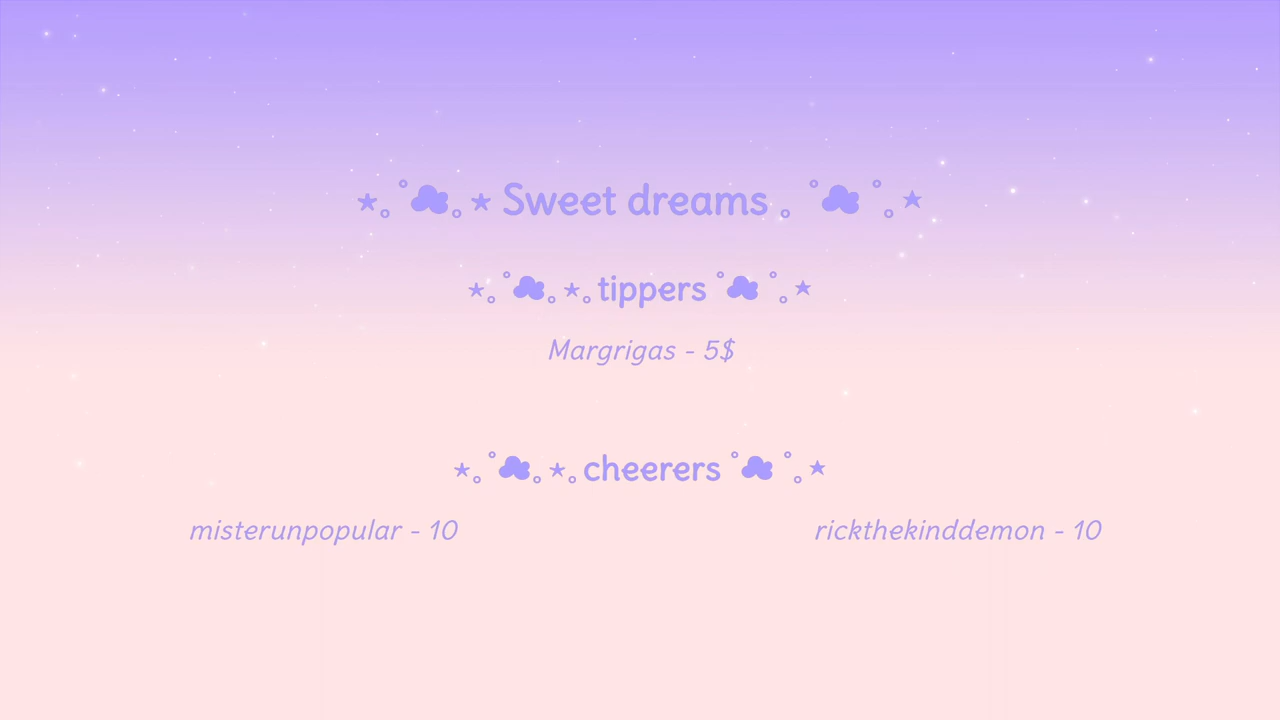 ⋆｡˚☁︎｡⋆ Sweet dreams ｡ ˚☁︎ ˚｡⋆
⋆｡˚☁︎｡⋆｡tippers ˚☁︎ ˚｡⋆
Margrigas - 5$
⋆｡˚☁︎｡⋆｡cheerers ˚☁︎ ˚｡⋆
misterunpopular - 10
rickthekinddemon - 10